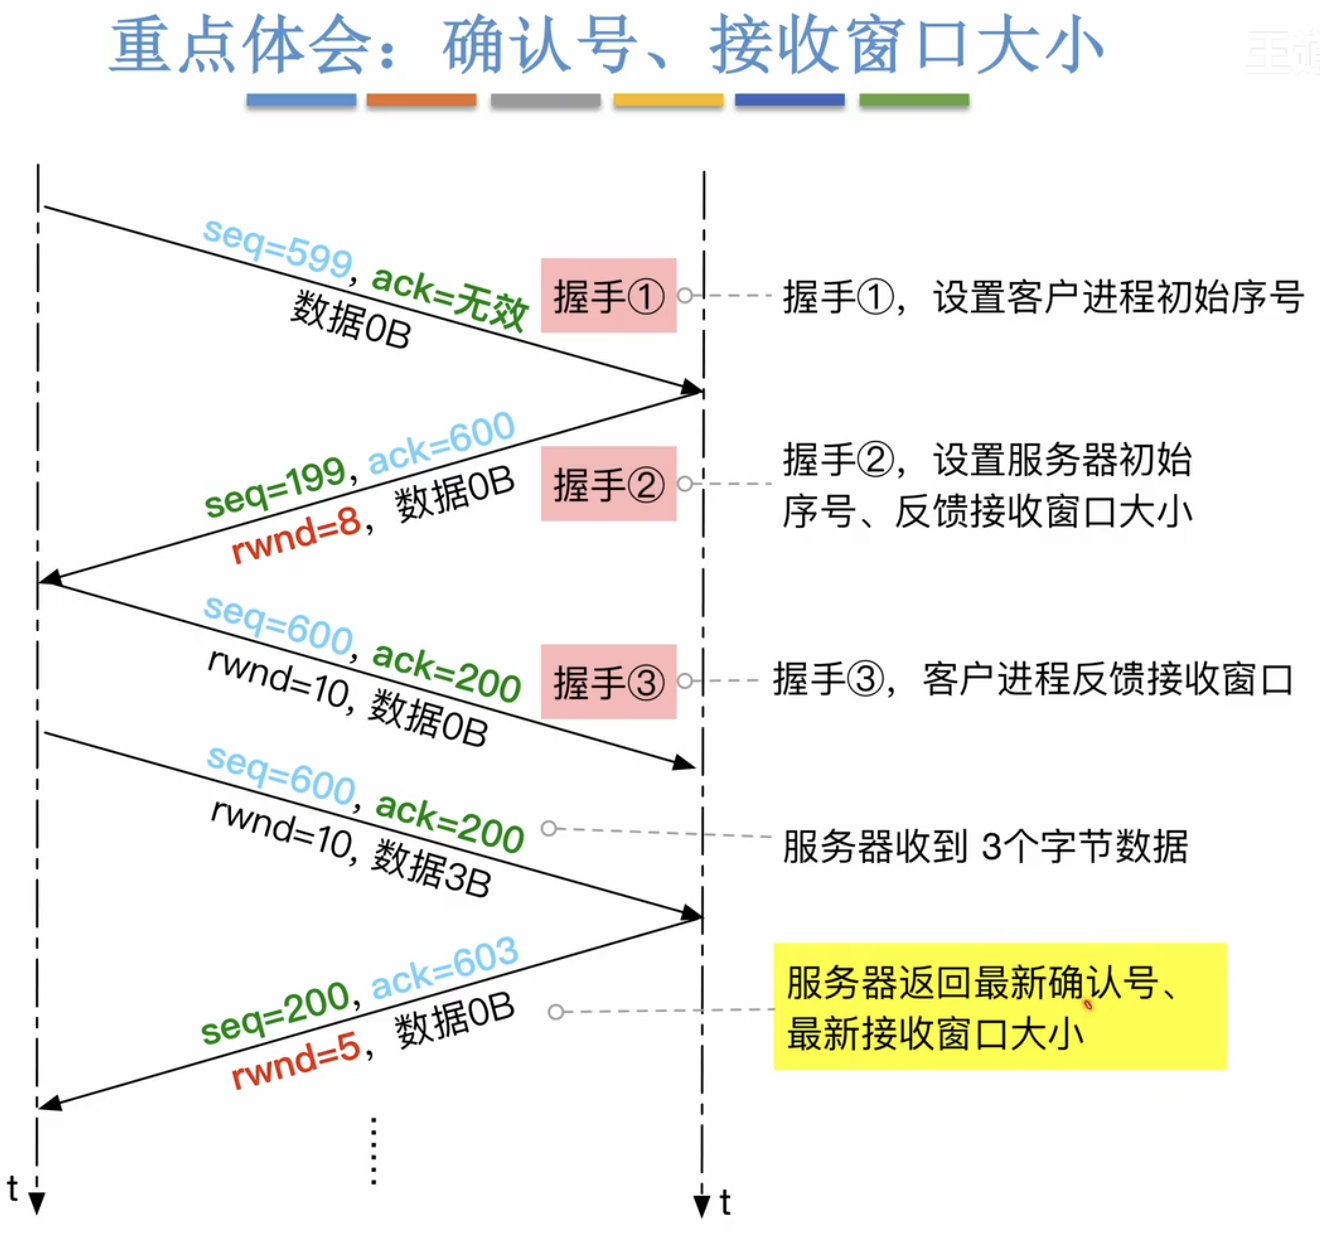 重点体会：确认号、接收窗口大小
seq=599, ack=无效
数据0B
握手①
握手①，设置客户进程初始序号
seq=199, ack=600
rwnd=8, 数据0B
握手②
握手②，设置服务器初始
序号、反馈接收窗口大小
seq=600, ack=200
rwnd=10, 数据0B
握手③
握手③，客户进程反馈接收窗口
seq=600, ack=200
rwnd=10, 数据3B
服务器收到 3个字节数据
seq=200, ack=603
rwnd=5, 数据0B
服务器返回最新确认号、
最新接收窗口大小
t
t